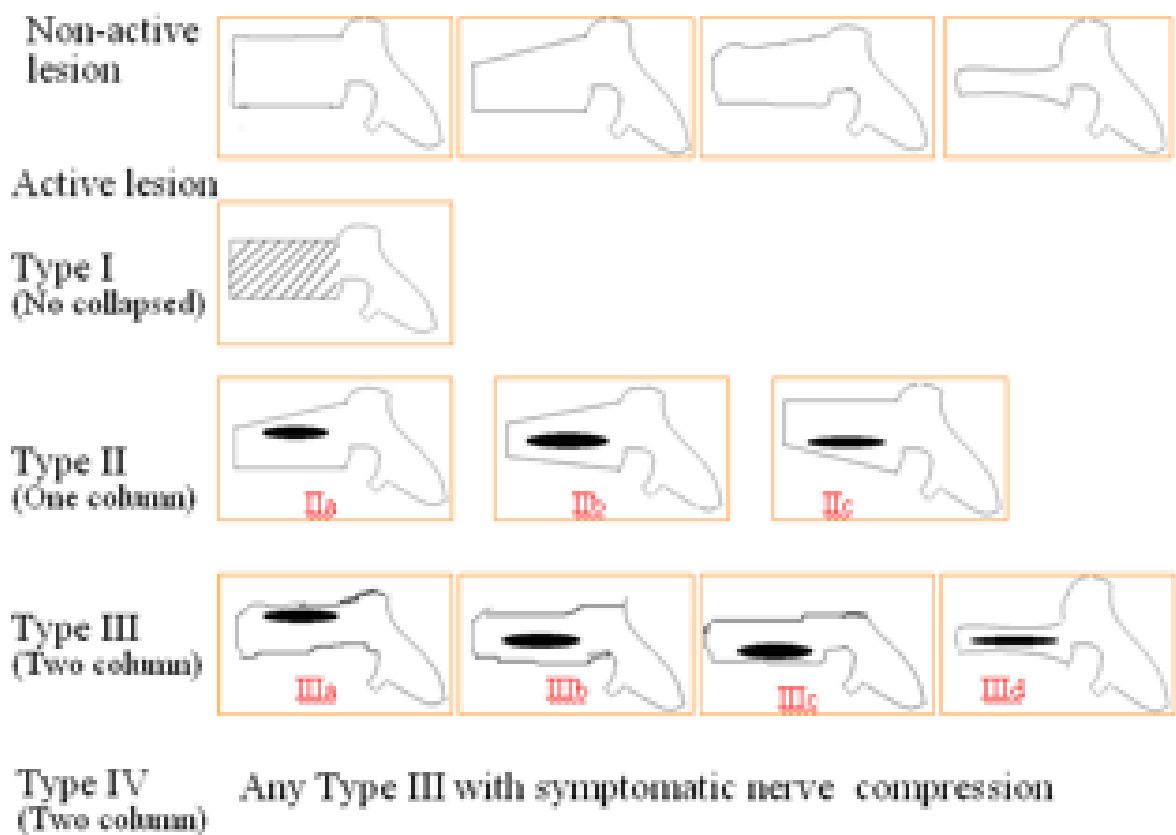 Non-active
lesion
Active lesion
Type I
(No collapsed)
Type II
(One column)
IIa
IIb
IIc
Type III
(Two column)
IIIa
IIIb
IIIc
IIId
Type IV
(Two column)
Any Type III with symptomatic nerve compression